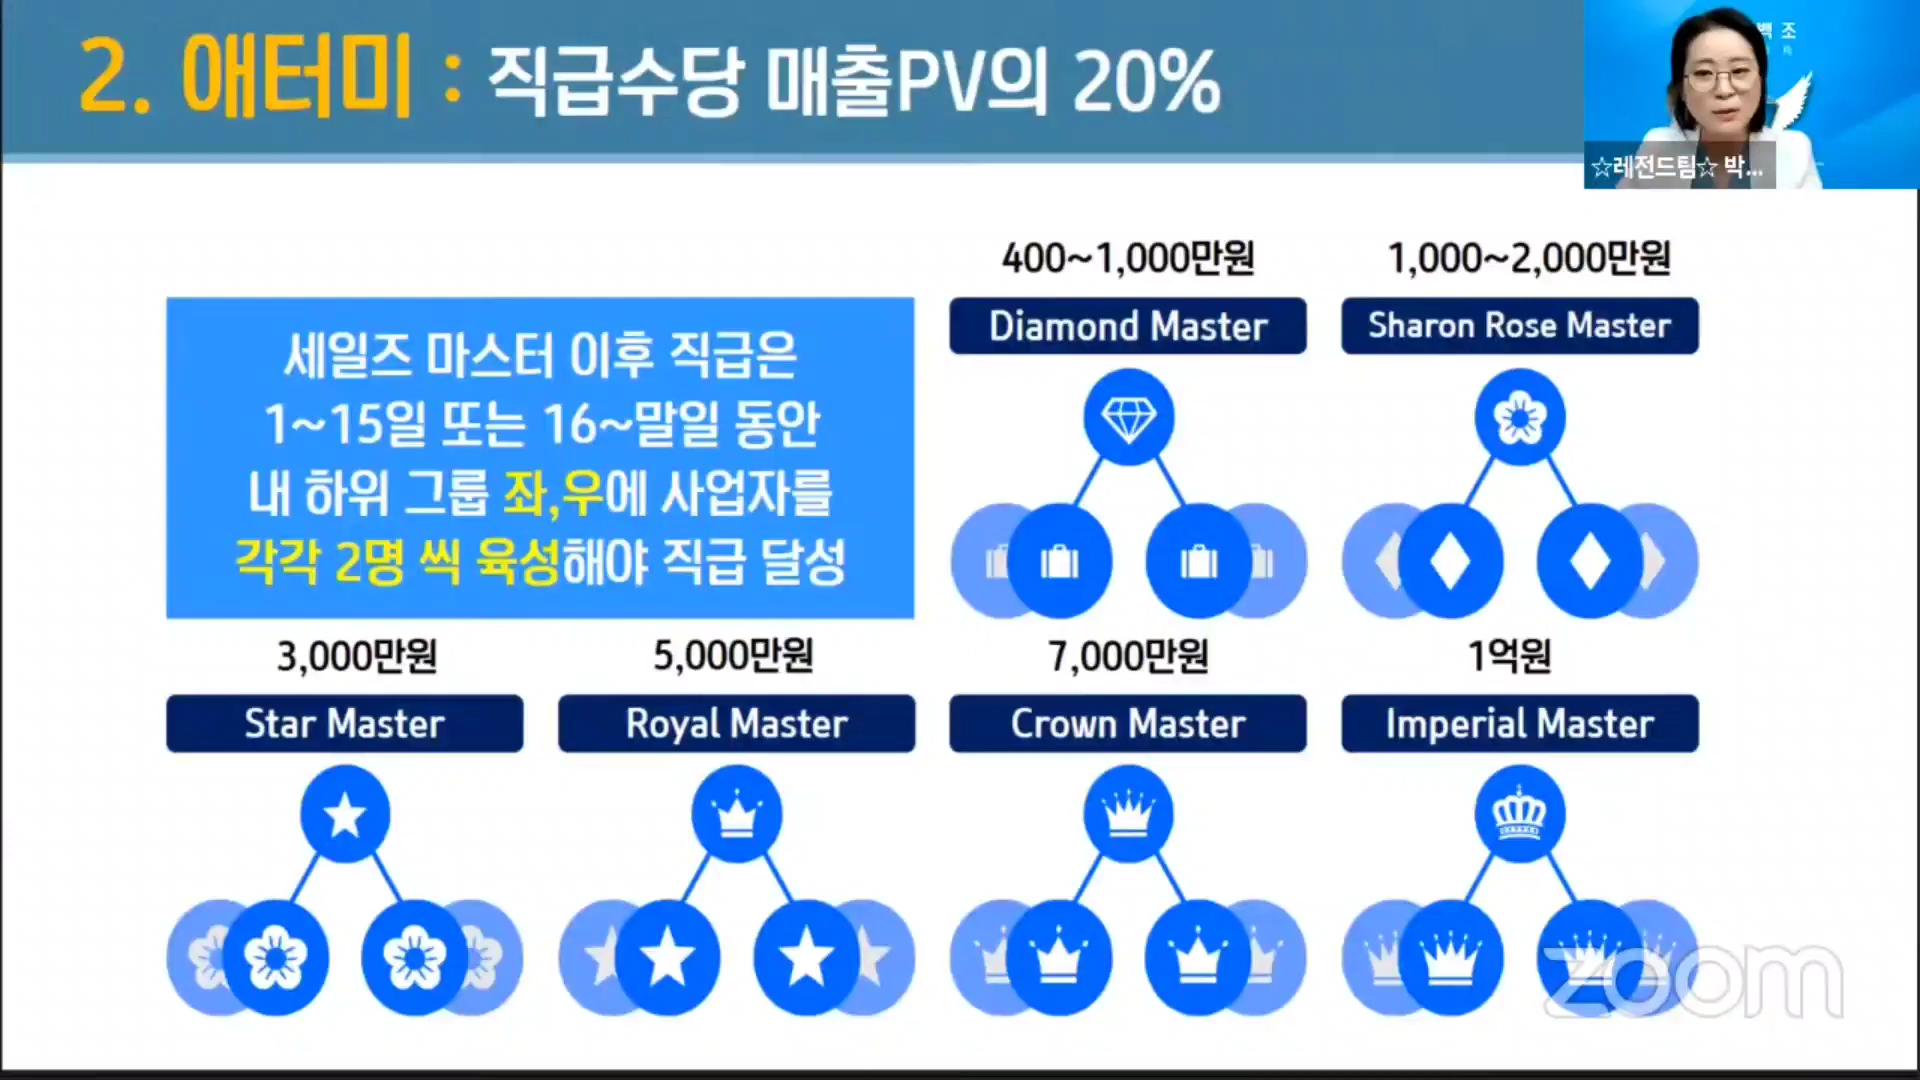 2. 애터미 : 직급수당 매출PV의 20%
백 조
☆레전드팀☆ 박...
세일즈 마스터 이후 직급은
1~15일 또는 16~말일 동안
내 하위 그룹 좌,우에 사업자를
각각 2명 씩 육성해야 직급 달성
400~1,000만원
Diamond Master
1,000~2,000만원
Sharon Rose Master
3,000만원
Star Master
5,000만원
Royal Master
7,000만원
Crown Master
1억원
Imperial Master
zoom